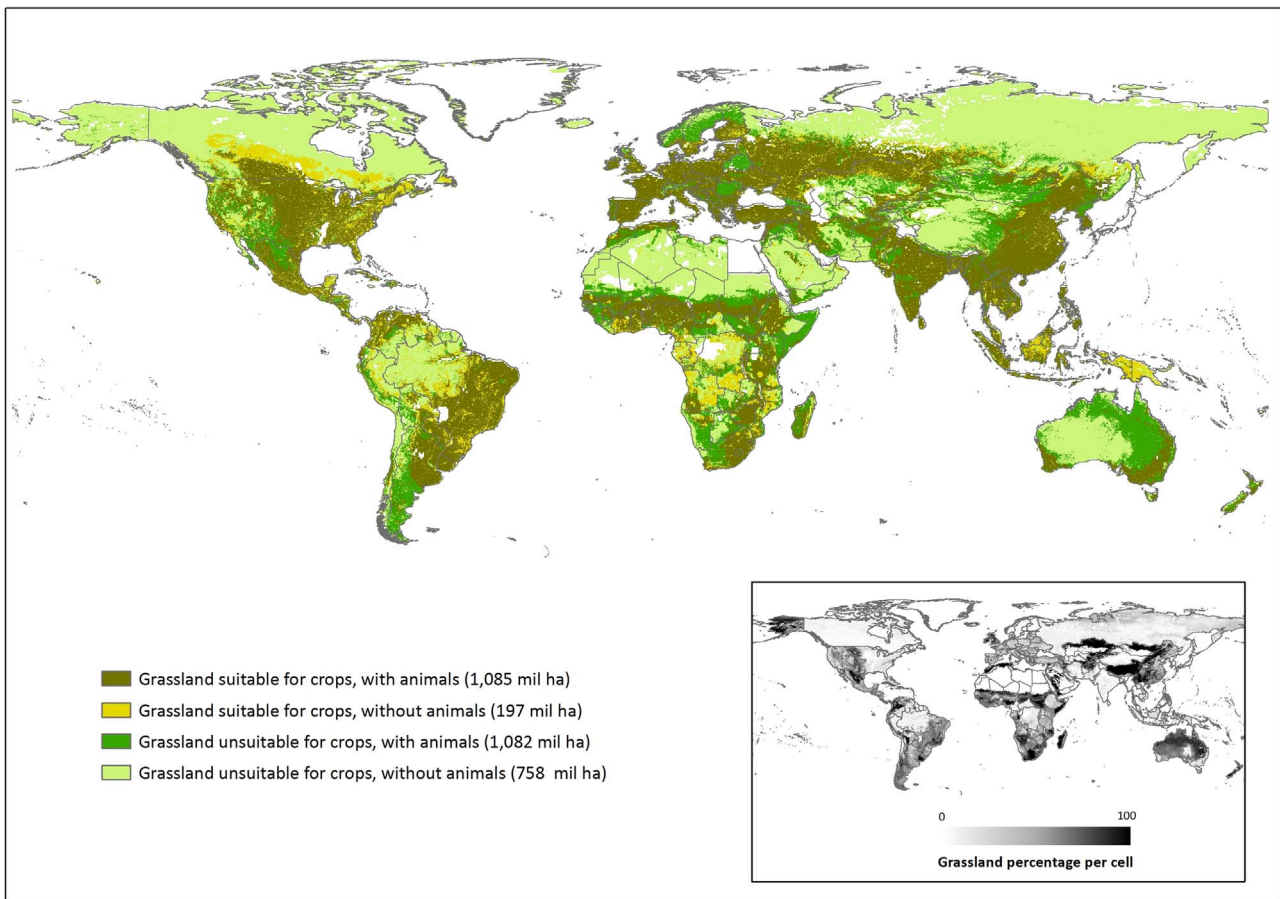 Grassland suitable for crops, with animals (1,085 mil ha)
Grassland suitable for crops, without animals (197 mil ha)
Grassland unsuitable for crops, with animals (1,082 mil ha)
Grassland unsuitable for crops, without animals (758 mil ha)
0 100
Grassland percentage per cell